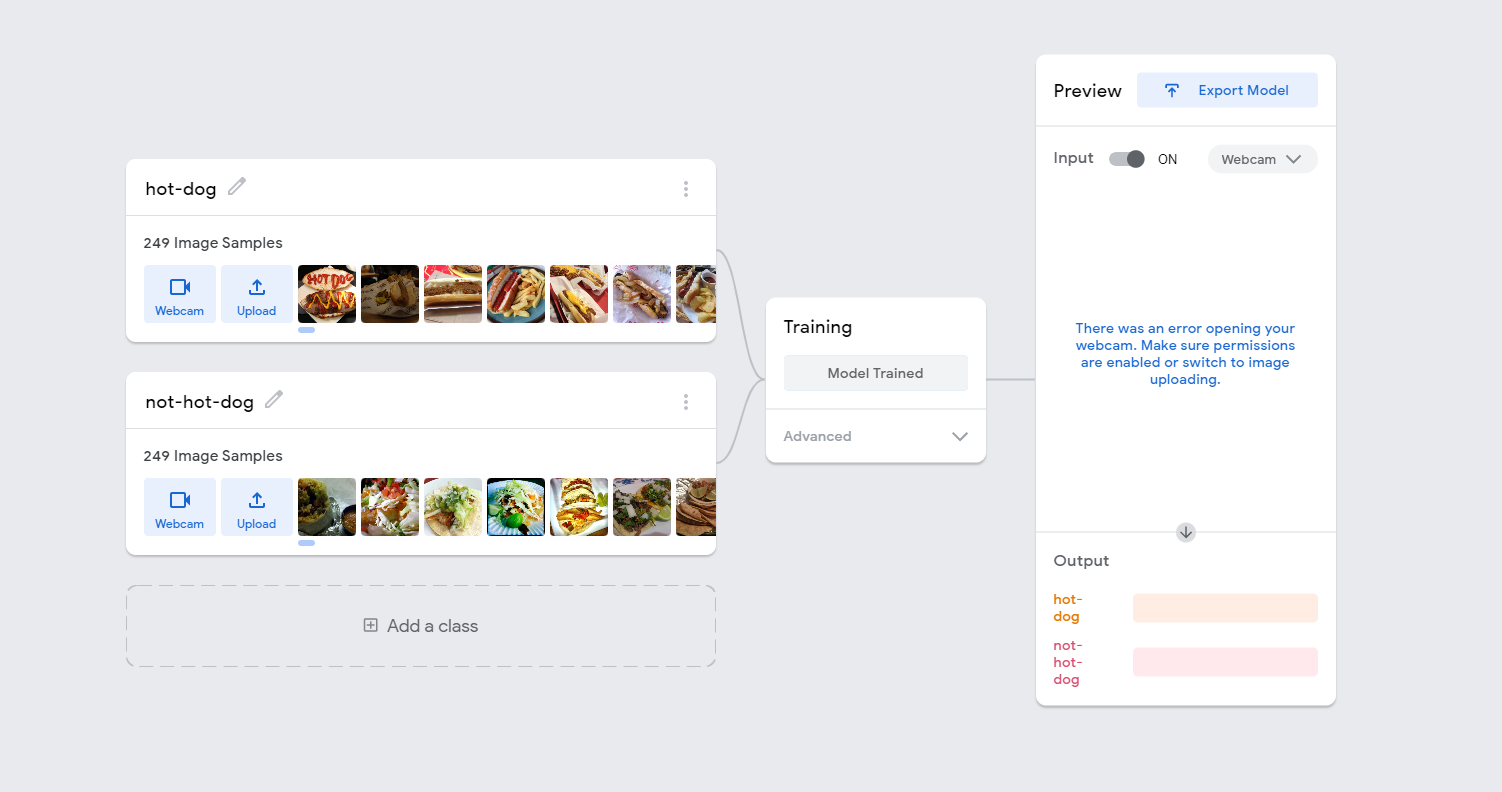 hot-dog
249 Image Samples
Webcam
Upload
HOT DOG
not-hot-dog
249 Image Samples
Webcam
Upload
Add a class
Training
Model Trained
Advanced
Preview
Export Model
Input
ON
Webcam
There was an error opening your
webcam. Make sure permissions
are enabled or switch to image
uploading.
Output
hot-
dog
not-
hot-
dog